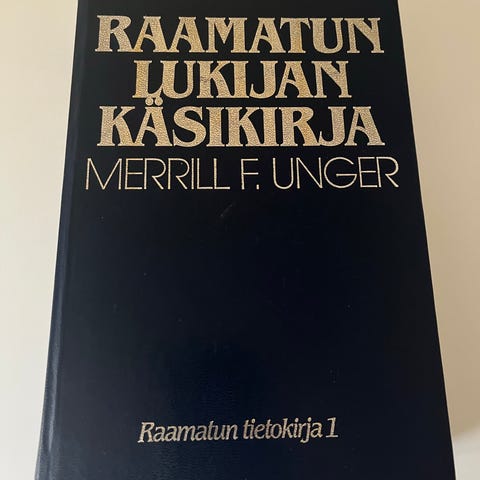 RAAMATUN
LUKIJAN
KÄSIKIRJA
MERRILL F. UNGER
Raamatun tietokirja 1